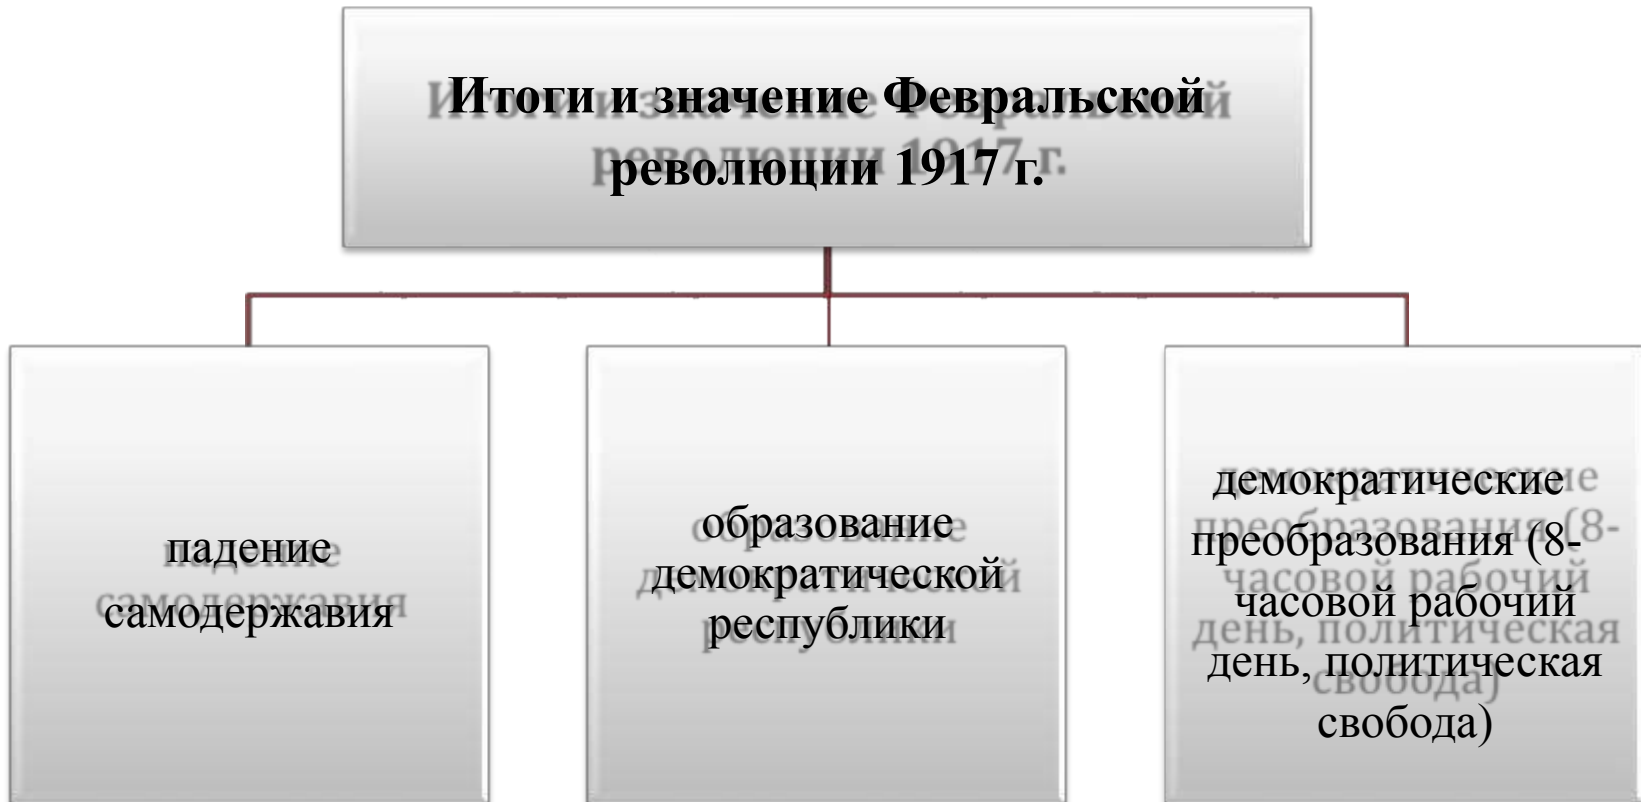 Итоги и значение Февральской
революции 1917 г.
падение
самодержавия
образование
демократической
республики
демократические
преобразования (8-
часовой рабочий
день, политическая
свобода)